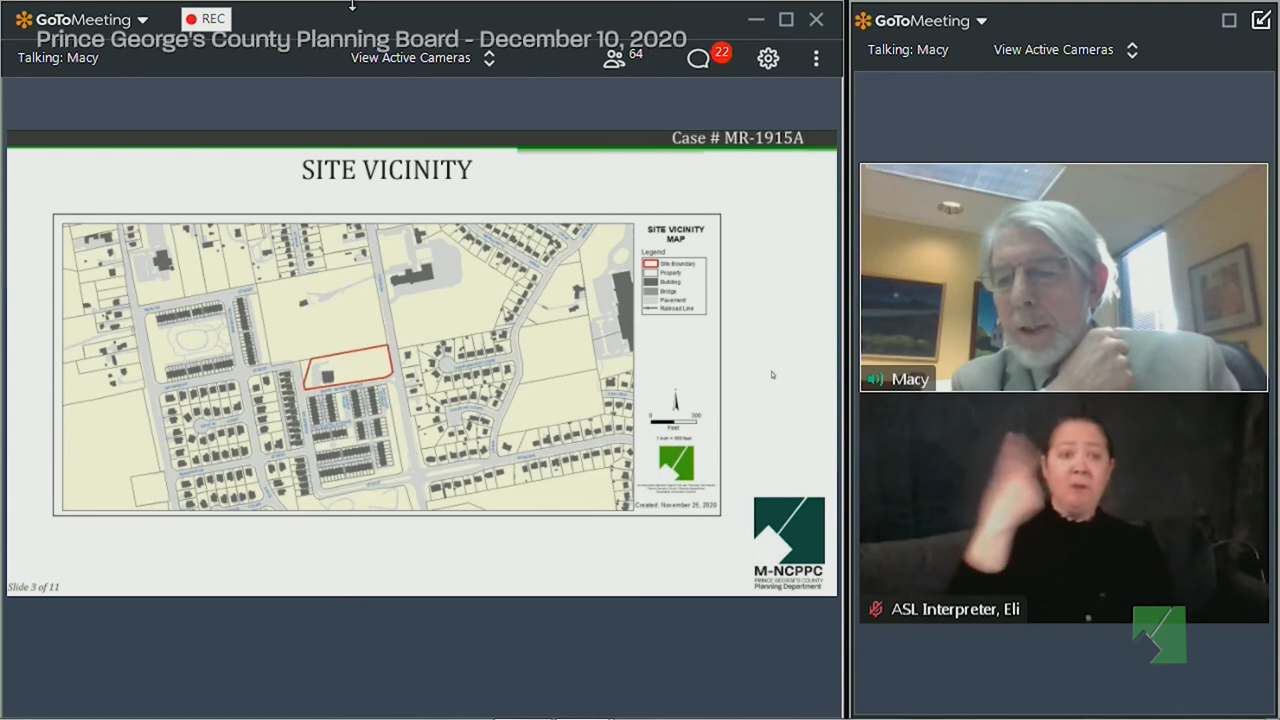 GoToMeeting
REC
Prince George's County Planning Board - December 10, 2020
Talking: Macy
View Active Cameras
64
22
Case # MR-1915A
SITE VICINITY
SITE VICINITY
MAP
Legend
Site Boundary
Property
Building
Bridge
Pavement
Railroad Line
0
300
Feet
Created: November 25, 2020
M-NCPPC
PRINCE GEORGE'S COUNTY
Planning Department
Slide 3 of 11
GoToMeeting
Talking: Macy
View Active Cameras
Macy
ASL Interpreter, Eli